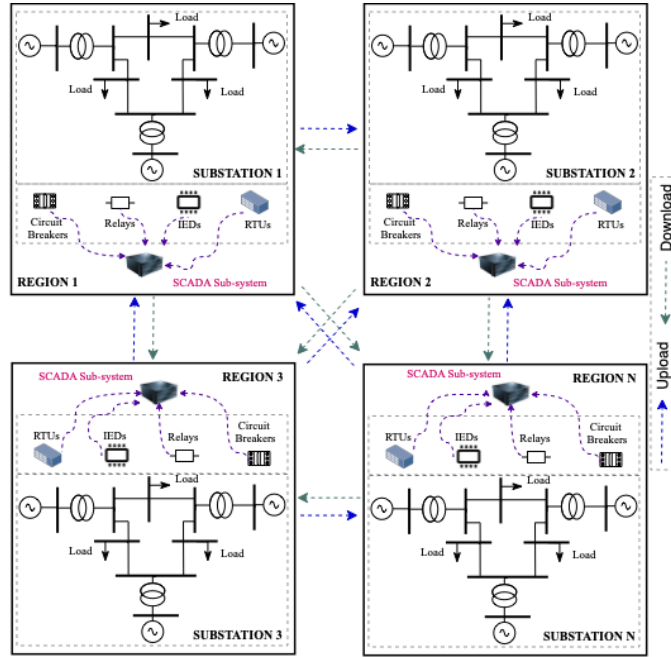 Load
Load
Load
SUBSTATION 1
Circuit
Breakers
Relays
IEDs
RTUs
SCADA Sub-system
REGION 1
Load
Load
Load
SUBSTATION 2
Circuit
Breakers
Relays
IEDs
RTUs
SCADA Sub-system
REGION 2
Download
Upload
REGION 3
SCADA Sub-system
RTUs
IEDs
Relays
Circuit
Breakers
Load
Load
Load
SUBSTATION 3
REGION N
SCADA Sub-system
RTUs
IEDs
Relays
Circuit
Breakers
Load
Load
Load
SUBSTATION N